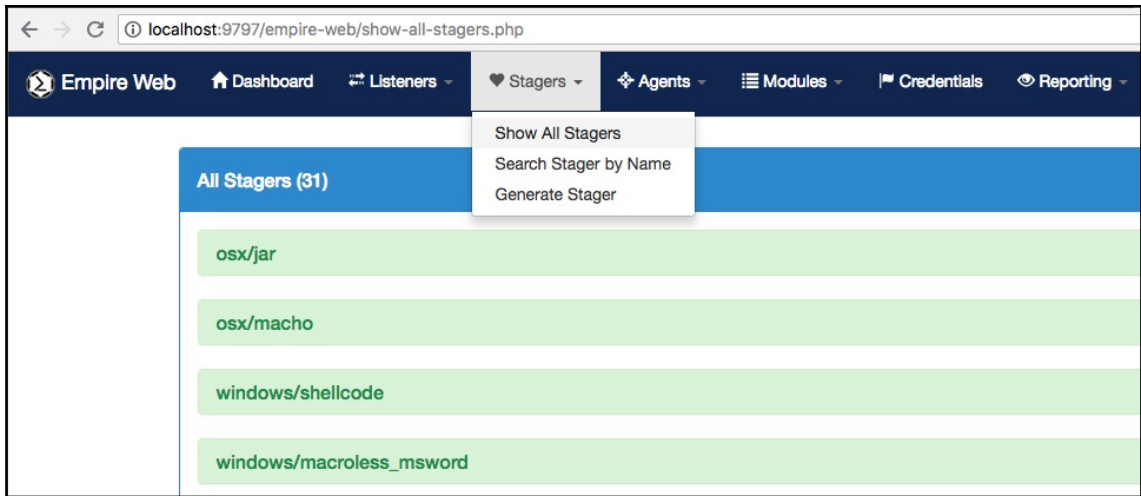 localhost:9797/empire-web/show-all-stagers.php
Empire Web Dashboard Listeners Stagers Agents Modules Credentials Reporting
Show All Stagers
Search Stager by Name
Generate Stager
All Stagers (31)
osx/jar
osx/macho
windows/shellcode
windows/macroless_msword